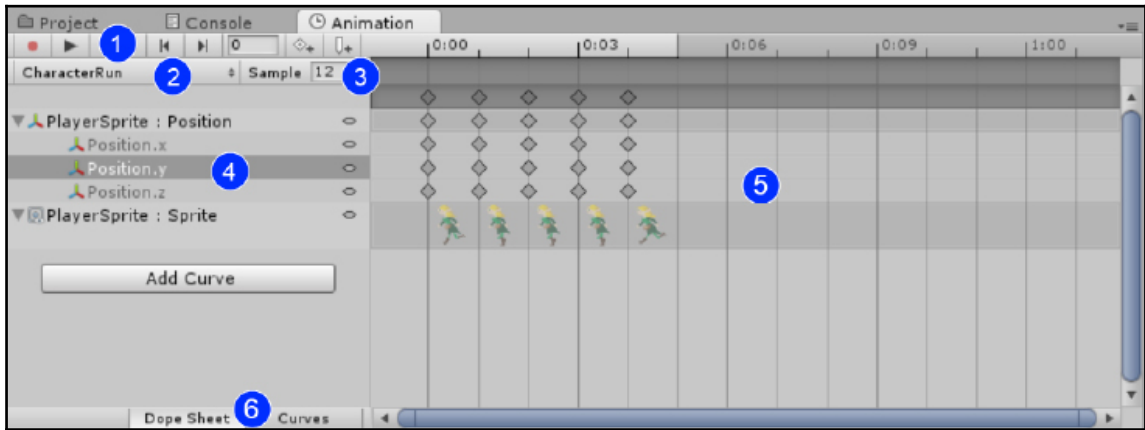 Project Console Animation
1 0 0:00 0:03 0:06 0:09 1:00
CharacterRun 2 Sample 12 3
PlayerSprite : Position
Position.x
Position.y 4
Position.z 5
PlayerSprite : Sprite
Add Curve
Dope Sheet 6 Curves